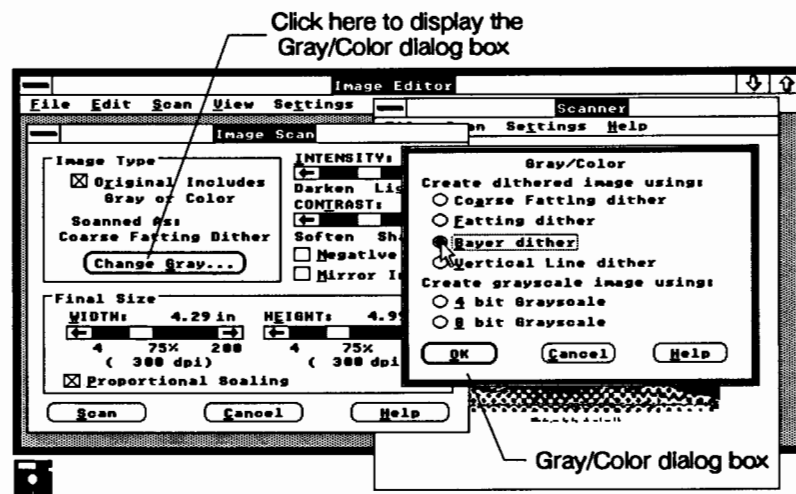 Click here to display the
Gray/Color dialog box
Image Editor
File Edit Scan View Settings
Scanner
Settings Help
Image Scan
Image Type
Original Includes
Gray or Color
Scanned As:
Coarse Fatting Dither
Change Gray...
INTENSITY:
Darken
CONTRAST:
Soften
Negative
Mirror
Final Size
WIDTH: 4.29 in
4 75% 200
( 300 dpi)
HEIGHT: 4.9
4 75%
( 300 dpi
Proportional Scaling
Scan Cancel Help
Gray/Color
Create dithered image using:
Coarse Fatting dither
Fatting dither
Bayer dither
Vertical Line dither
Create grayscale image using:
4 bit Grayscale
8 bit Grayscale
OK Cancel Help
Gray/Color dialog box